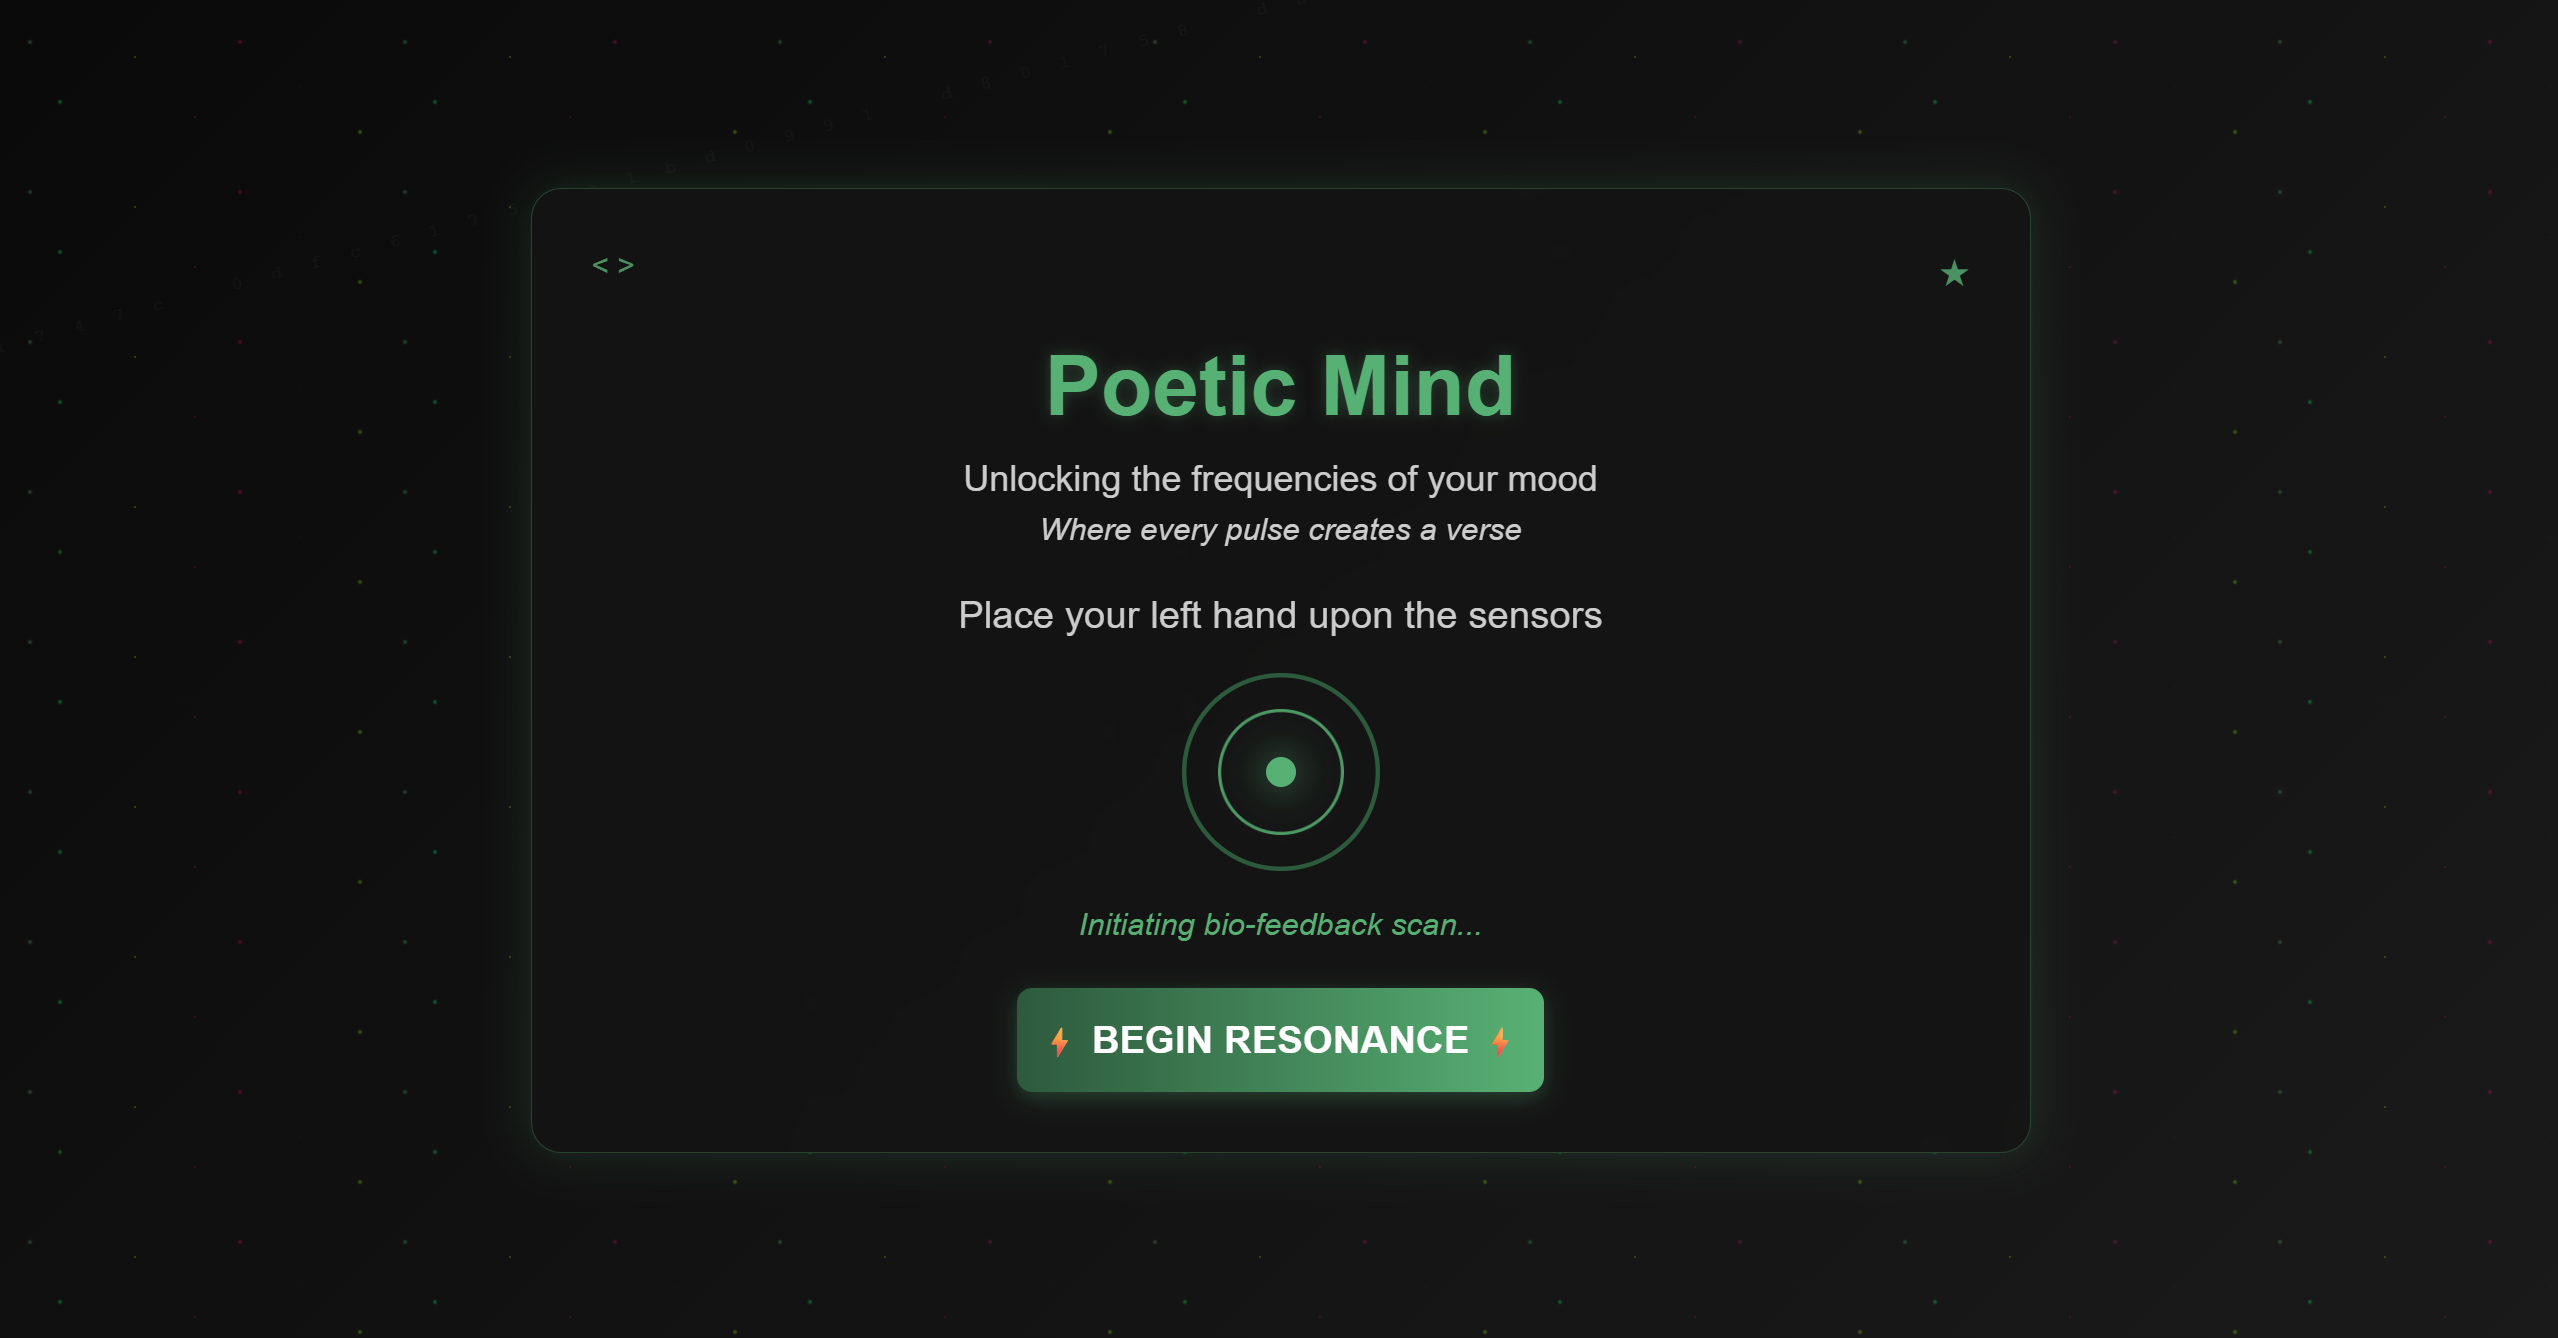 < >
★
Poetic Mind
Unlocking the frequencies of your mood
Where every pulse creates a verse
Place your left hand upon the sensors
Initiating bio-feedback scan...
⚡ BEGIN RESONANCE ⚡